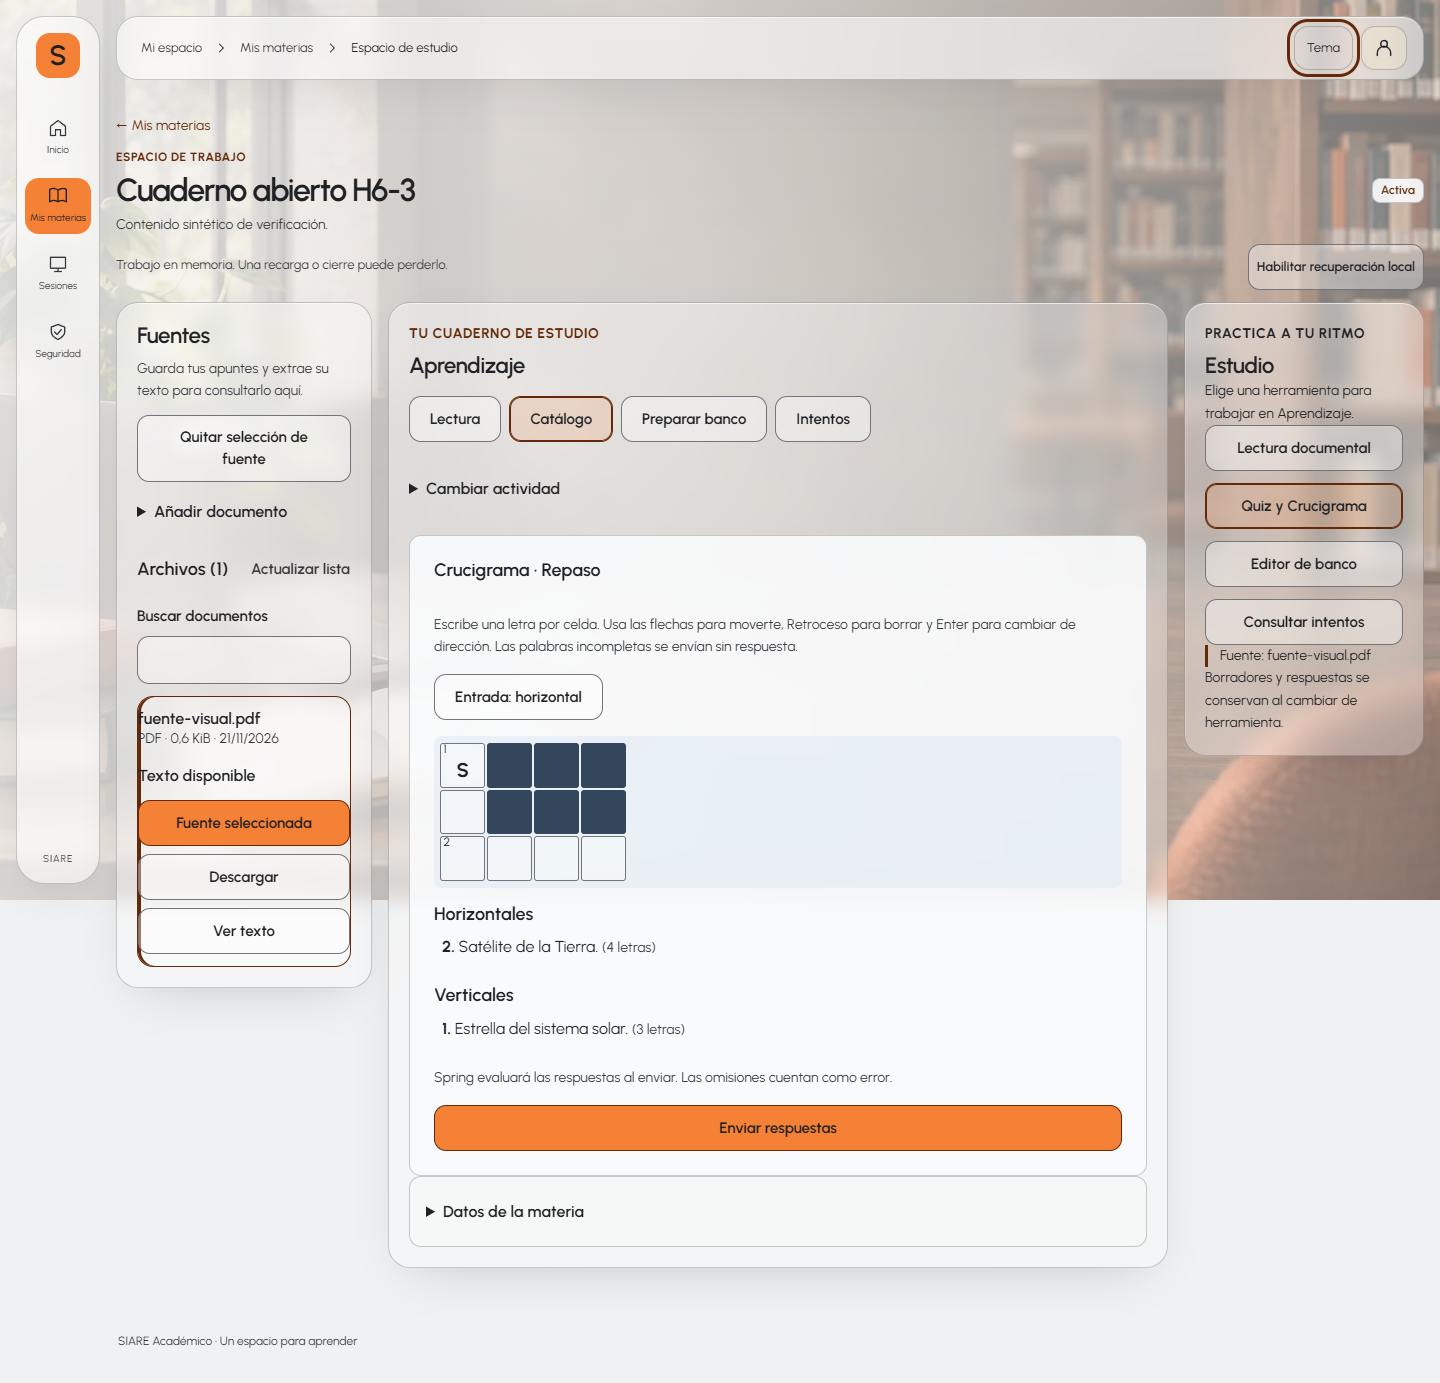 S
Inicio
Mis materias
Sesiones
Seguridad
SIARE
Mi espacio > Mis materias > Espacio de estudio
Tema
← Mis materias
ESPACIO DE TRABAJO
Cuaderno abierto H6-3
Activa
Contenido sintético de verificación.
Trabajo en memoria. Una recarga o cierre puede perderlo.
Habilitar recuperación local
Fuentes
Guarda tus apuntes y extrae su
texto para consultarlo aquí.
Quitar selección de
fuente
Añadir documento
Archivos (1)
Actualizar lista
Buscar documentos
fuente-visual.pdf
PDF · 0,6 KiB · 21/11/2026
Texto disponible
Fuente seleccionada
Descargar
Ver texto
TU CUADERNO DE ESTUDIO
Aprendizaje
Lectura
Catálogo
Preparar banco
Intentos
Cambiar actividad
Crucigrama · Repaso
Escribe una letra por celda. Usa las flechas para moverte, Retroceso para borrar y Enter para cambiar de
dirección. Las palabras incompletas se envían sin respuesta.
Entrada: horizontal
1
S
2
Horizontales
2. Satélite de la Tierra. (4 letras)
Verticales
1. Estrella del sistema solar. (3 letras)
Spring evaluará las respuestas al enviar. Las omisiones cuentan como error.
Enviar respuestas
Datos de la materia
PRACTICA A TU RITMO
Estudio
Elige una herramienta para
trabajar en Aprendizaje.
Lectura documental
Quiz y Crucigrama
Editor de banco
Consultar intentos
Fuente: fuente-visual.pdf
Borradores y respuestas se
conservan al cambiar de
herramienta.
SIARE Académico · Un espacio para aprender